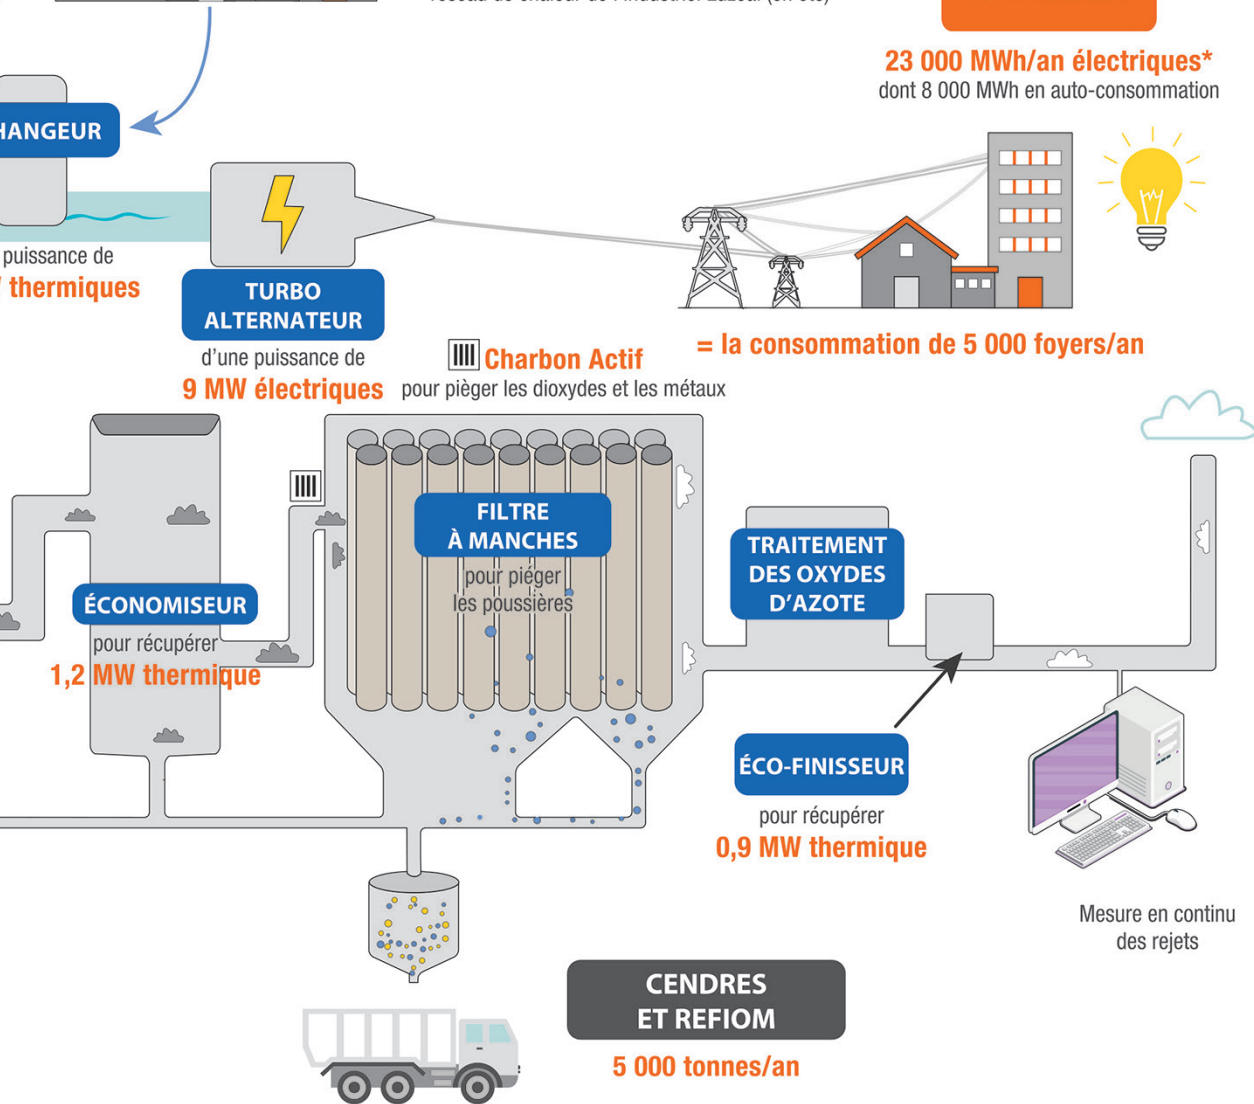 23 000 MWh/an électriques*
dont 8 000 MWh en auto-consommation
HANGEUR
puissance de
thermiques
TURBO
ALTERNATEUR
d'une puissance de
9 MW électriques
= la consommation de 5 000 foyers/an
Charbon Actif
pour pièger les dioxydes et les métaux
FILTRE
À MANCHES
pour piéger
les poussières
TRAITEMENT
DES OXYDES
D'AZOTE
ÉCONOMISEUR
pour récupérer
1,2 MW thermique
ÉCO-FINISSEUR
pour récupérer
0,9 MW thermique
Mesure en continu
des rejets
CENDRES
ET REFIOM
5 000 tonnes/an